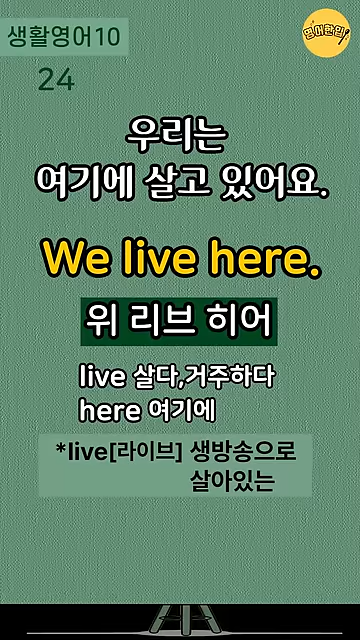 생활영어10
영어한입
24
우리는
여기에 살고 있어요.
We live here.
위 리브 히어
live 살다,거주하다
here 여기에
*live[라이브] 생방송으로
살아있는